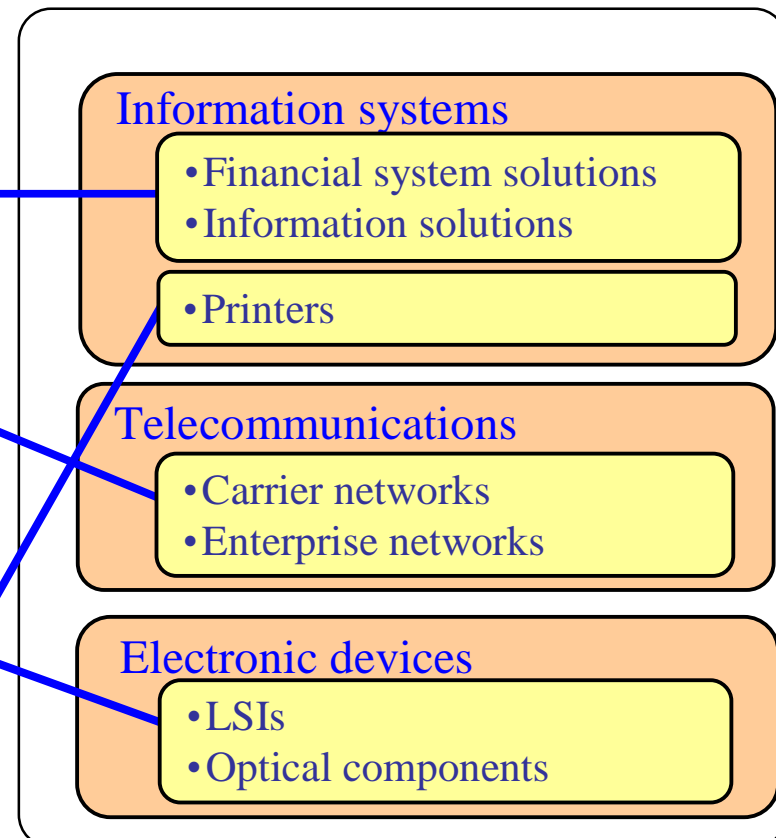 Information systems
•Financial system solutions
•Information solutions
•Printers
Telecommunications
•Carrier networks
•Enterprise networks
Electronic devices
•LSIs
•Optical components